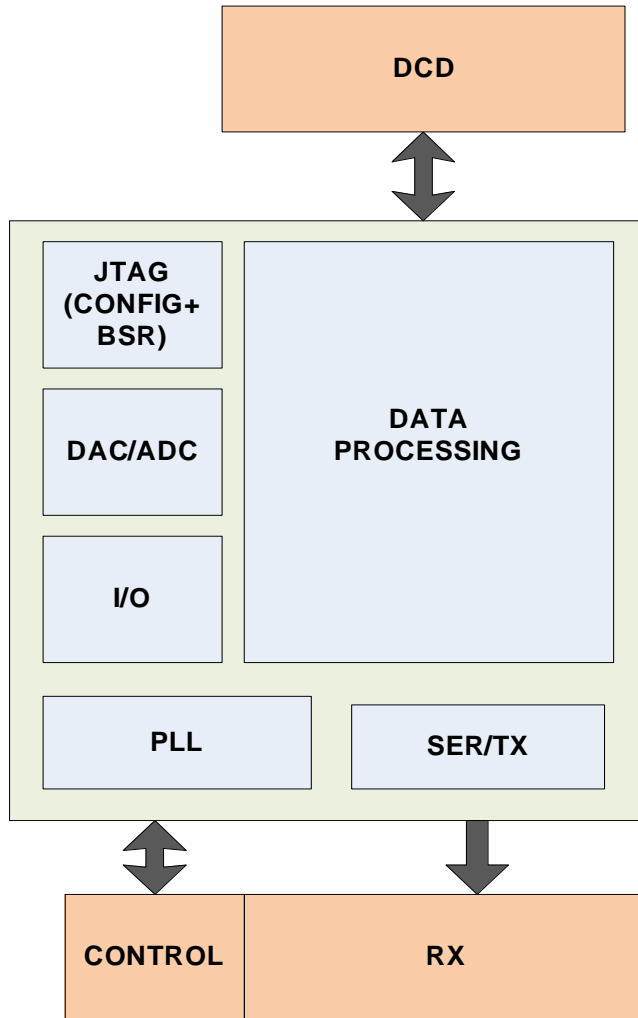 DCD
JTAG
(CONFIG+
BSR)
DATA
PROCESSING
DAC/ADC
I/O
PLL
SER/TX
CONTROL
RX